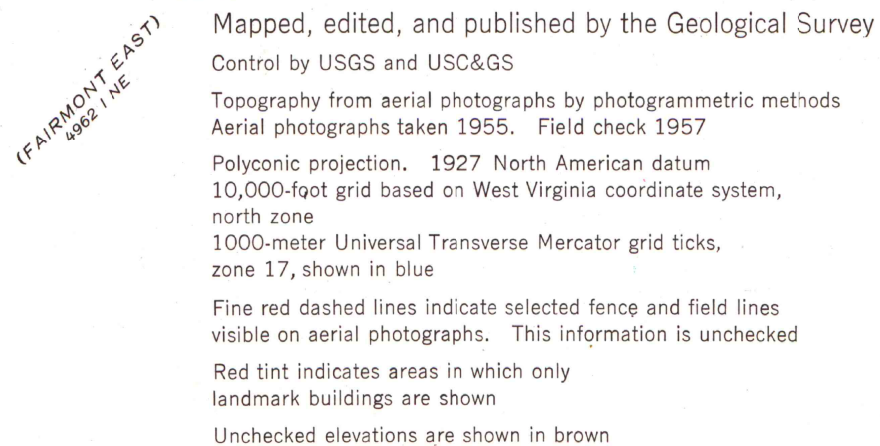 (FAIRMONT EAST)
4962 I NE
Mapped, edited, and published by the Geological Survey
Control by USGS and USC&GS
Topography from aerial photographs by photogrammetric methods
Aerial photographs taken 1955. Field check 1957
Polyconic projection. 1927 North American datum
10,000-foot grid based on West Virginia coordinate system,
north zone
1000-meter Universal Transverse Mercator grid ticks,
zone 17, shown in blue
Fine red dashed lines indicate selected fence and field lines
visible on aerial photographs. This information is unchecked
Red tint indicates areas in which only
landmark buildings are shown
Unchecked elevations are shown in brown